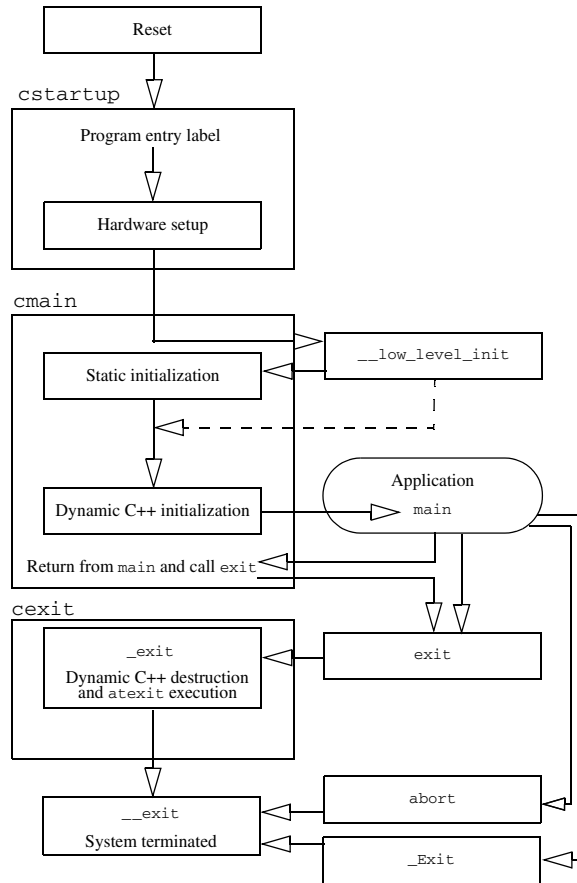 Reset
cstartup
Program entry label
Hardware setup
cmain
__low_level_init
Static initialization
Application
main
Dynamic C++ initialization
Return from main and call exit
cexit
_exit
Dynamic C++ destruction
and atexit execution
exit
__exit
System terminated
abort
_Exit